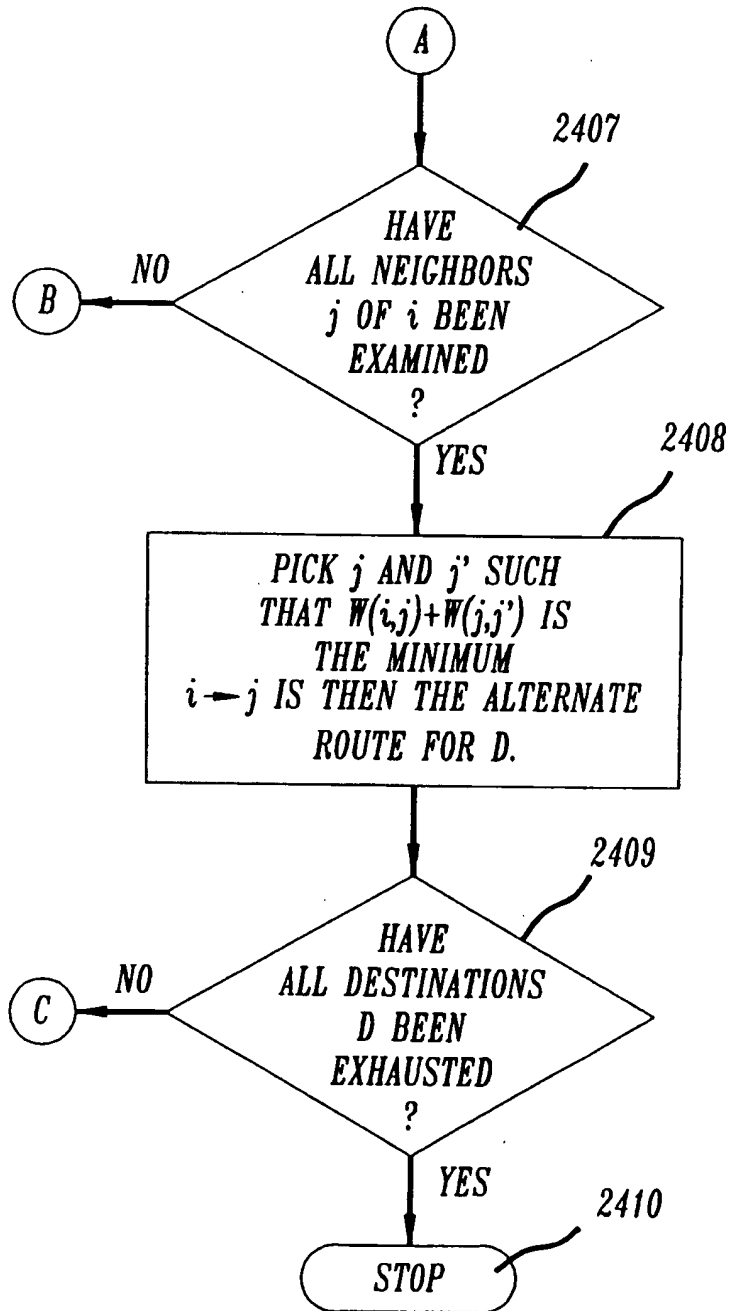 A
2407
HAVE
ALL NEIGHBORS
j OF i BEEN
EXAMINED
?
NO
B
YES
2408
PICK j AND j' SUCH
THAT W(i,j)+W(j,j') IS
THE MINIMUM
i → j IS THEN THE ALTERNATE
ROUTE FOR D.
2409
HAVE
ALL DESTINATIONS
D BEEN
EXHAUSTED
?
NO
C
YES
2410
STOP